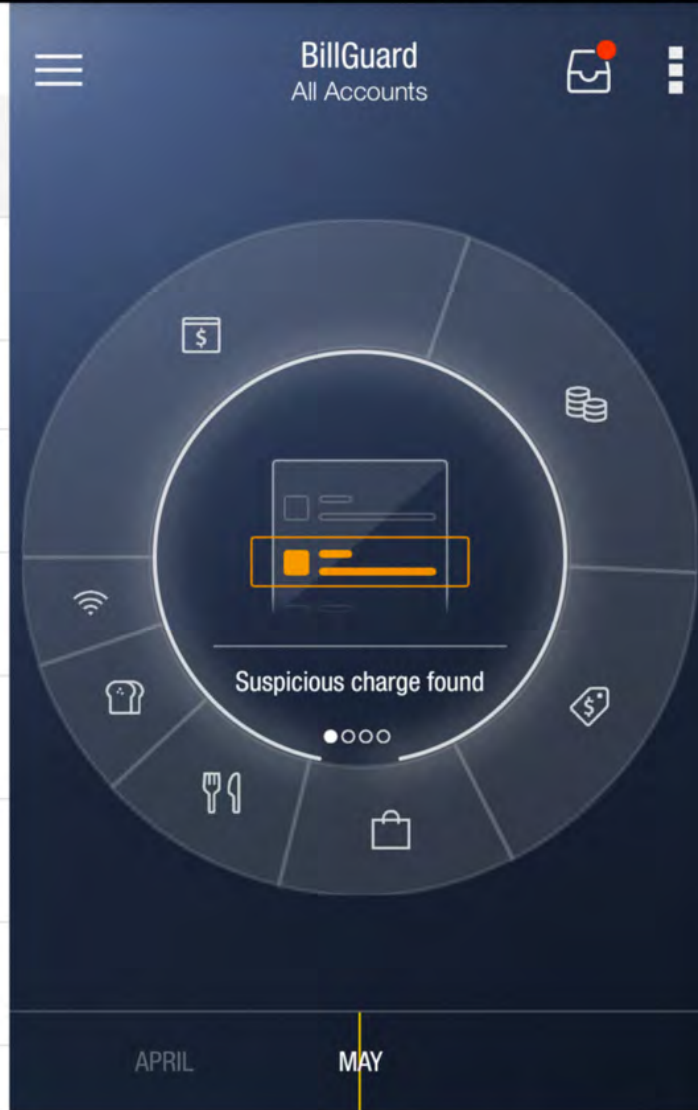 BillGuard
All Accounts
$
$
Suspicious charge found
APRIL
MAY